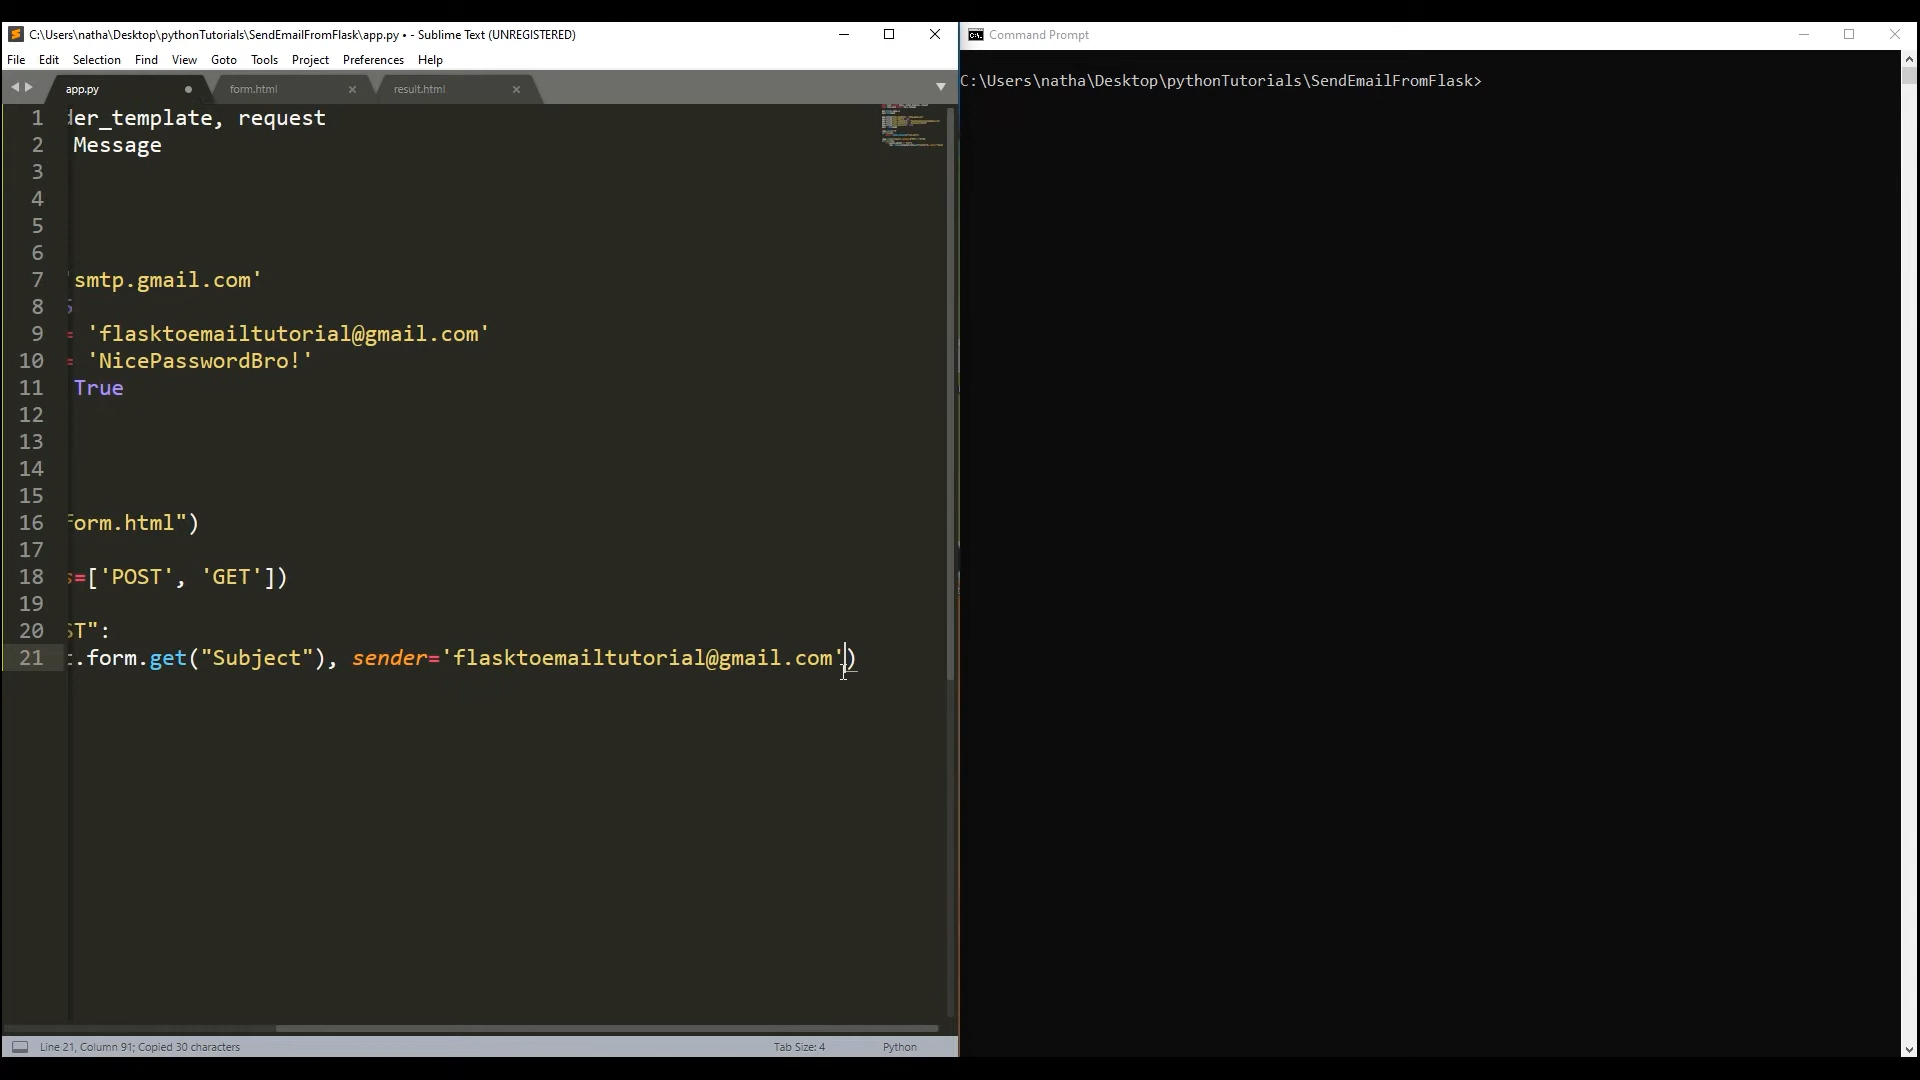 C:\Users\natha\Desktop\pythonTutorials\SendEmailFromFlask\app.py • - Sublime Text (UNREGISTERED)
File Edit Selection Find View Goto Tools Project Preferences Help
app.py form.html result.html
1 der_template, request
2 Message
3
4
5
6
7 'smtp.gmail.com'
8
9 = 'flasktoemailtutorial@gmail.com'
10 = 'NicePasswordBro!'
11 True
12
13
14
15
16 form.html")
17
18 s=['POST', 'GET'])
19
20 ST":
21 t.form.get("Subject"), sender='flasktoemailtutorial@gmail.com')
Line 21, Column 91; Copied 30 characters Tab Size: 4 Python
Command Prompt
C:\Users\natha\Desktop\pythonTutorials\SendEmailFromFlask>